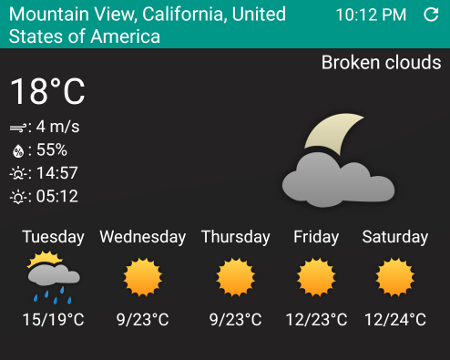 Mountain View, California, United
States of America
10:12 PM
Broken clouds
18°C
: 4 m/s
: 55%
: 14:57
: 05:12
Tuesday Wednesday Thursday Friday Saturday
15/19°C 9/23°C 9/23°C 12/23°C 12/24°C